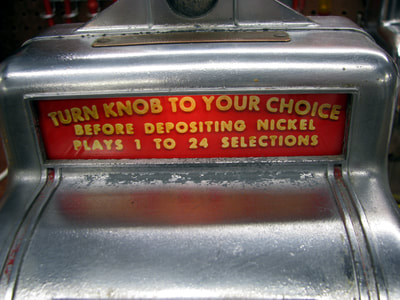 TURN KNOB TO YOUR CHOICE
BEFORE DEPOSITING NICKEL
PLAYS 1 TO 24 SELECTIONS